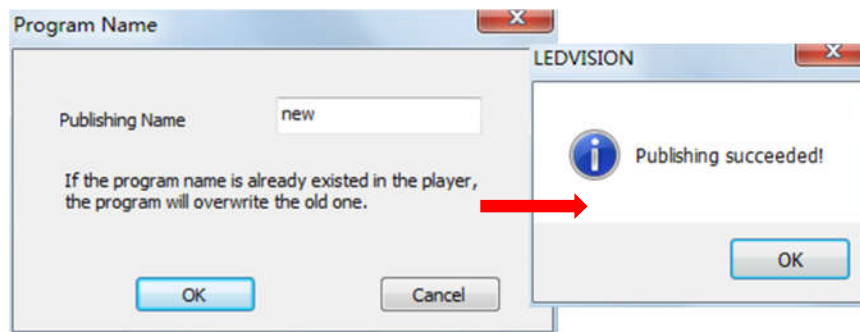 Program Name
Publishing Name
new
If the program name is already existed in the player,
the program will overwrite the old one.
OK
Cancel
LEDVISION
Publishing succeeded!
OK